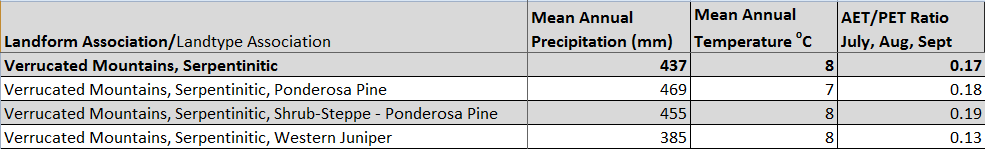 Landform Association/Landtype Association Mean Annual Precipitation (mm) Mean Annual Temperature °C AET/PET Ratio July, Aug, Sept
Verrucated Mountains, Serpentinitic 437 8 0.17
Verrucated Mountains, Serpentinitic, Ponderosa Pine 469 7 0.18
Verrucated Mountains, Serpentinitic, Shrub-Steppe - Ponderosa Pine 455 8 0.19
Verrucated Mountains, Serpentinitic, Western Juniper 385 8 0.13